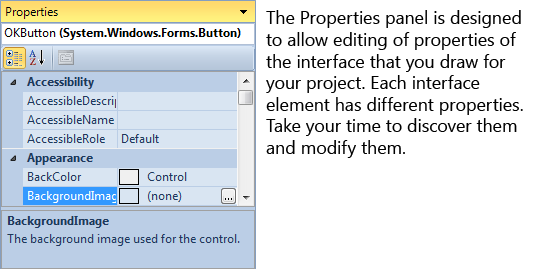 Properties
OKButton (System.Windows.Forms.Button)
Accessibility
AccessibleDescrip
AccessibleName
AccessibleRole Default
Appearance
BackColor Control
BackgroundImag (none) ...
BackgroundImage
The background image used for the control.
The Properties panel is designed
to allow editing of properties of
the interface that you draw for
your project. Each interface
element has different properties.
Take your time to discover them
and modify them.